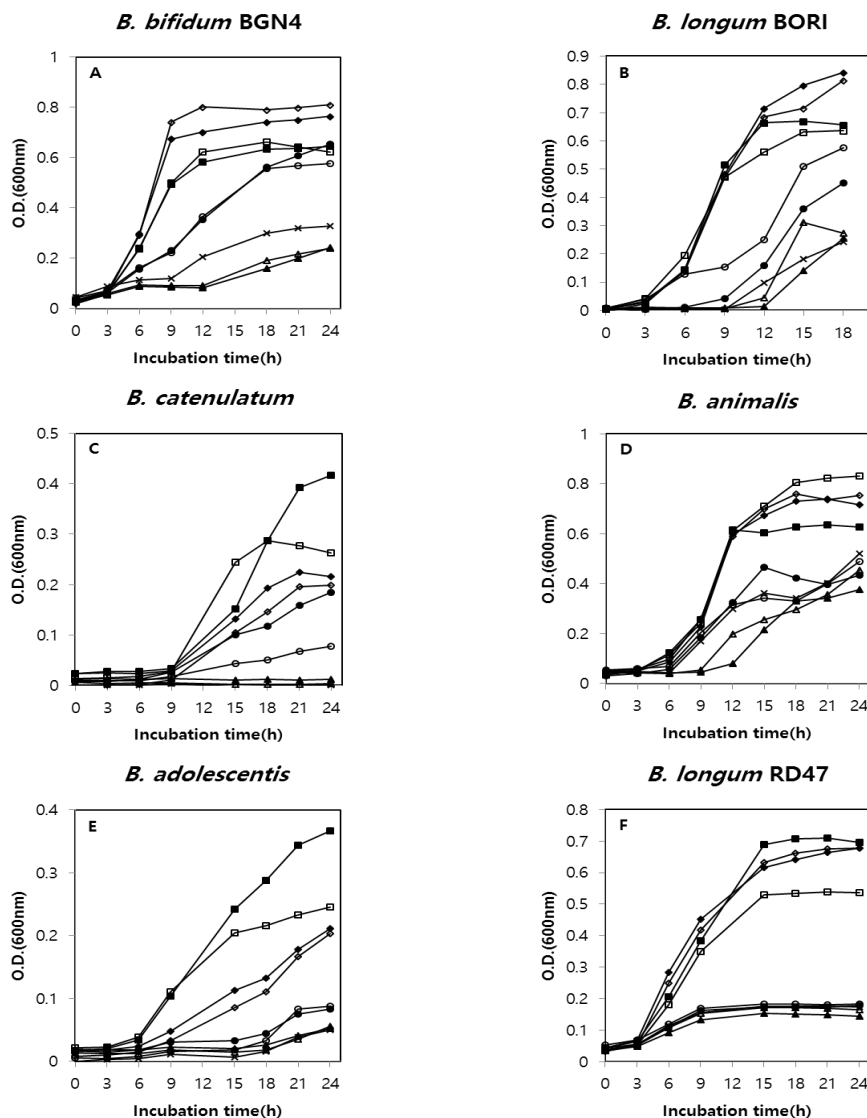 B. bifidum BGN4
B. longum BORI
A
O.D.(600nm)
1
0.8
0.6
0.4
0.2
0
0 3 6 9 12 15 18 21 24
Incubation time(h)
B
O.D.(600nm)
0.9
0.8
0.7
0.6
0.5
0.4
0.3
0.2
0.1
0
0 3 6 9 12 15 18
Incubation time(h)
B. catenulatum
B. animalis
C
O.D.(600nm)
0.5
0.4
0.3
0.2
0.1
0
0 3 6 9 12 15 18 21 24
Incubation time(h)
D
O.D.(600nm)
1
0.8
0.6
0.4
0.2
0
0 3 6 9 12 15 18 21 24
Incubation time(h)
B. adolescentis
B. longum RD47
E
O.D.(600nm)
0.4
0.3
0.2
0.1
0
0 3 6 9 12 15 18 21 24
Incubation time(h)
F
O.D.(600nm)
0.8
0.7
0.6
0.5
0.4
0.3
0.2
0.1
0
0 3 6 9 12 15 18 21 24
Incubation time(h)